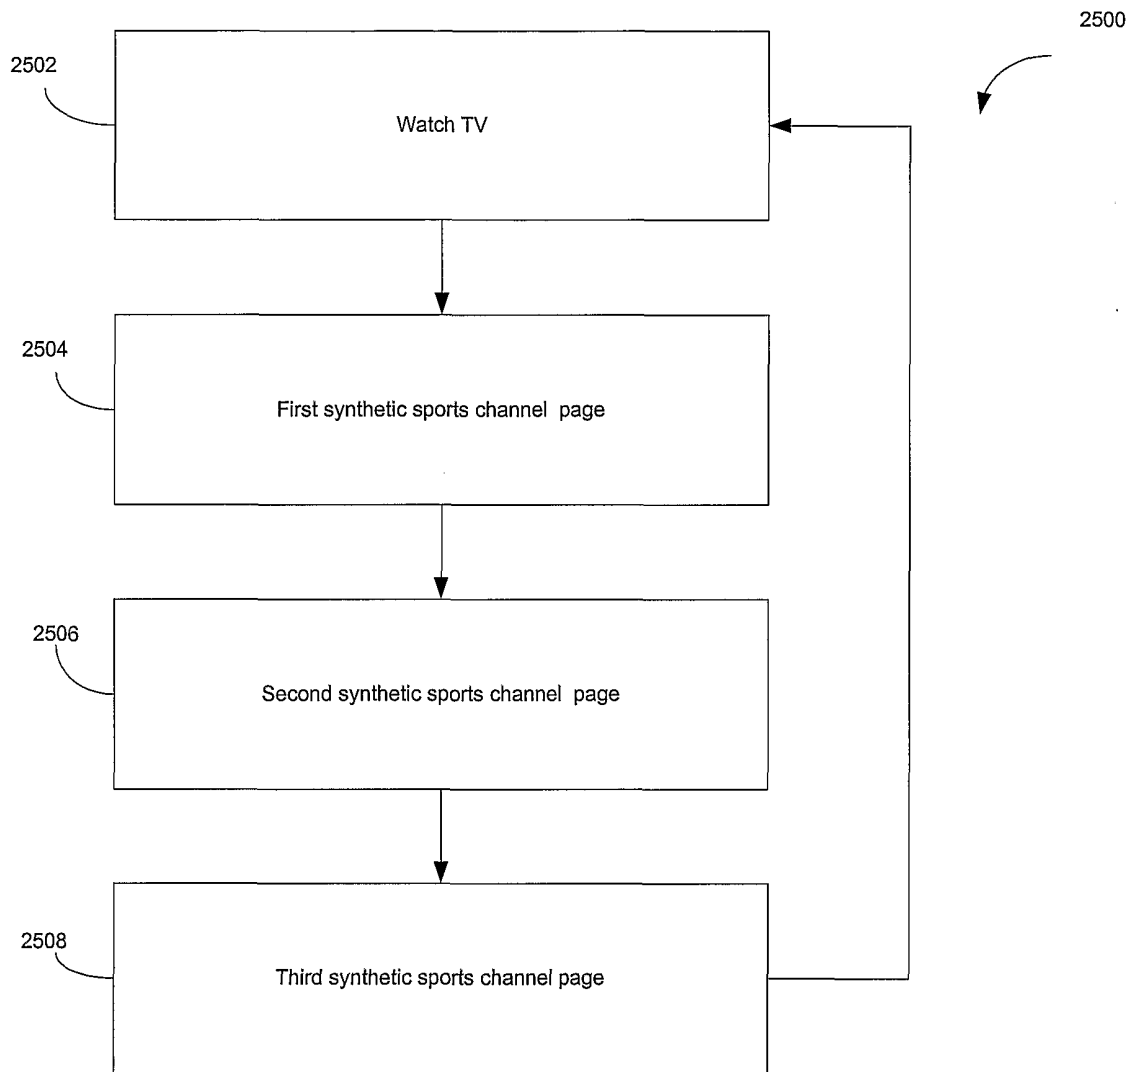 2500
2502
Watch TV
2504
First synthetic sports channel page
2506
Second synthetic sports channel page
2508
Third synthetic sports channel page